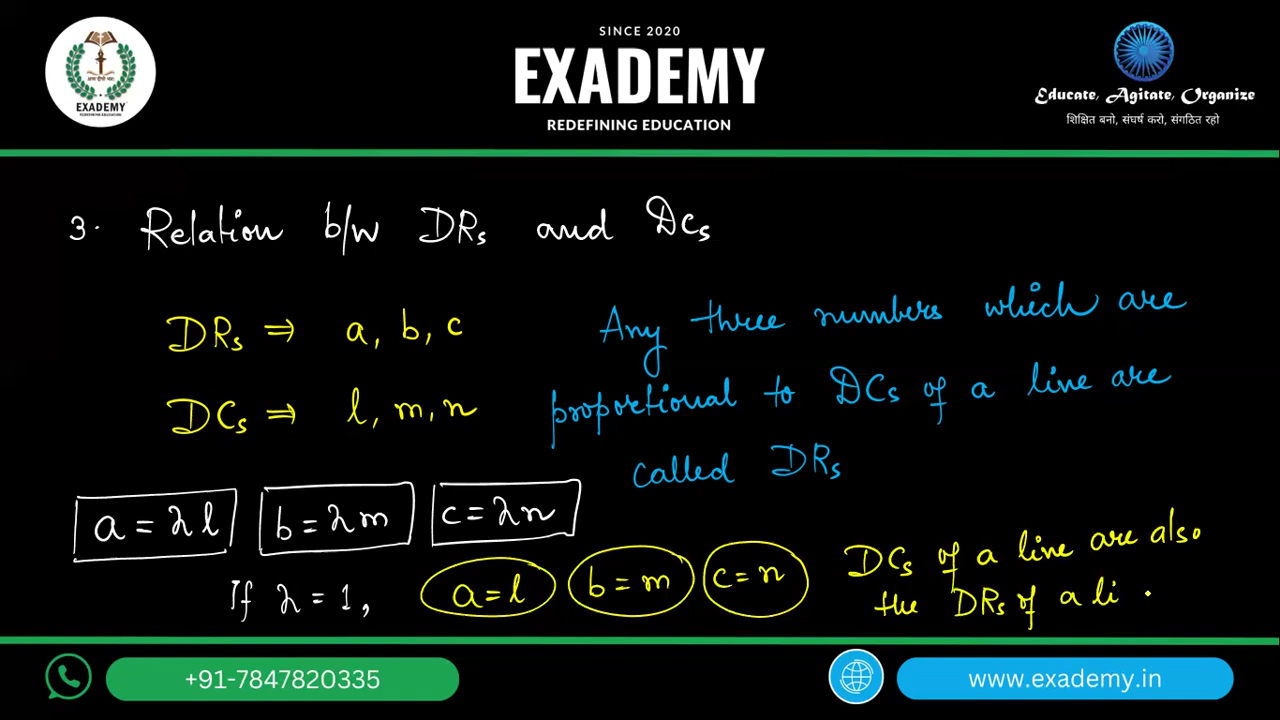 SINCE 2020
EXADEMY
REDEFINING EDUCATION
EXADEMY
REDEFINING EDUCATION
Educate, Agitate, Organize
शिक्षित बनो, संघर्ष करो, संगठित रहो
3. Relation b/w DRs and DCs
DRs ⇒ a, b, c
DCs ⇒ l, m, n
Any three numbers which are
proportional to DCs of a line are
called DRs
a = λl b = λm c = λn
If λ = 1, a = l b = m c = n
DCs of a line are also
the DRs of a li
+91-7847820335
www.exademy.in